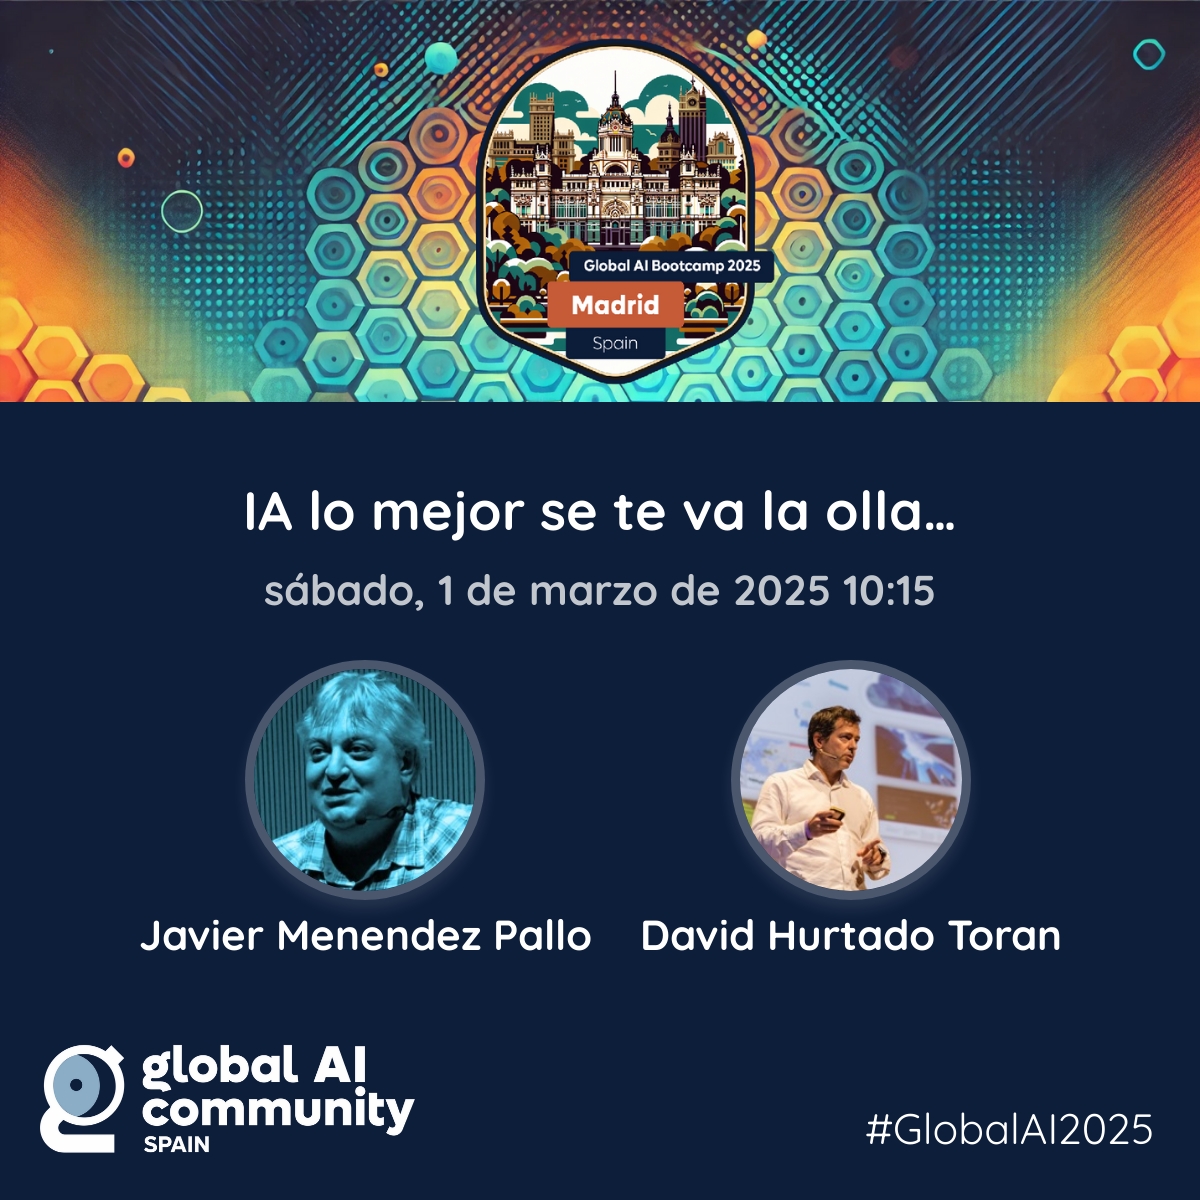 Global AI Bootcamp 2025
Madrid
Spain
IA lo mejor se te va la olla...
sábado, 1 de marzo de 2025 10:15
Javier Menendez Pallo
David Hurtado Toran
global AI
community
SPAIN
#GlobalAI2025